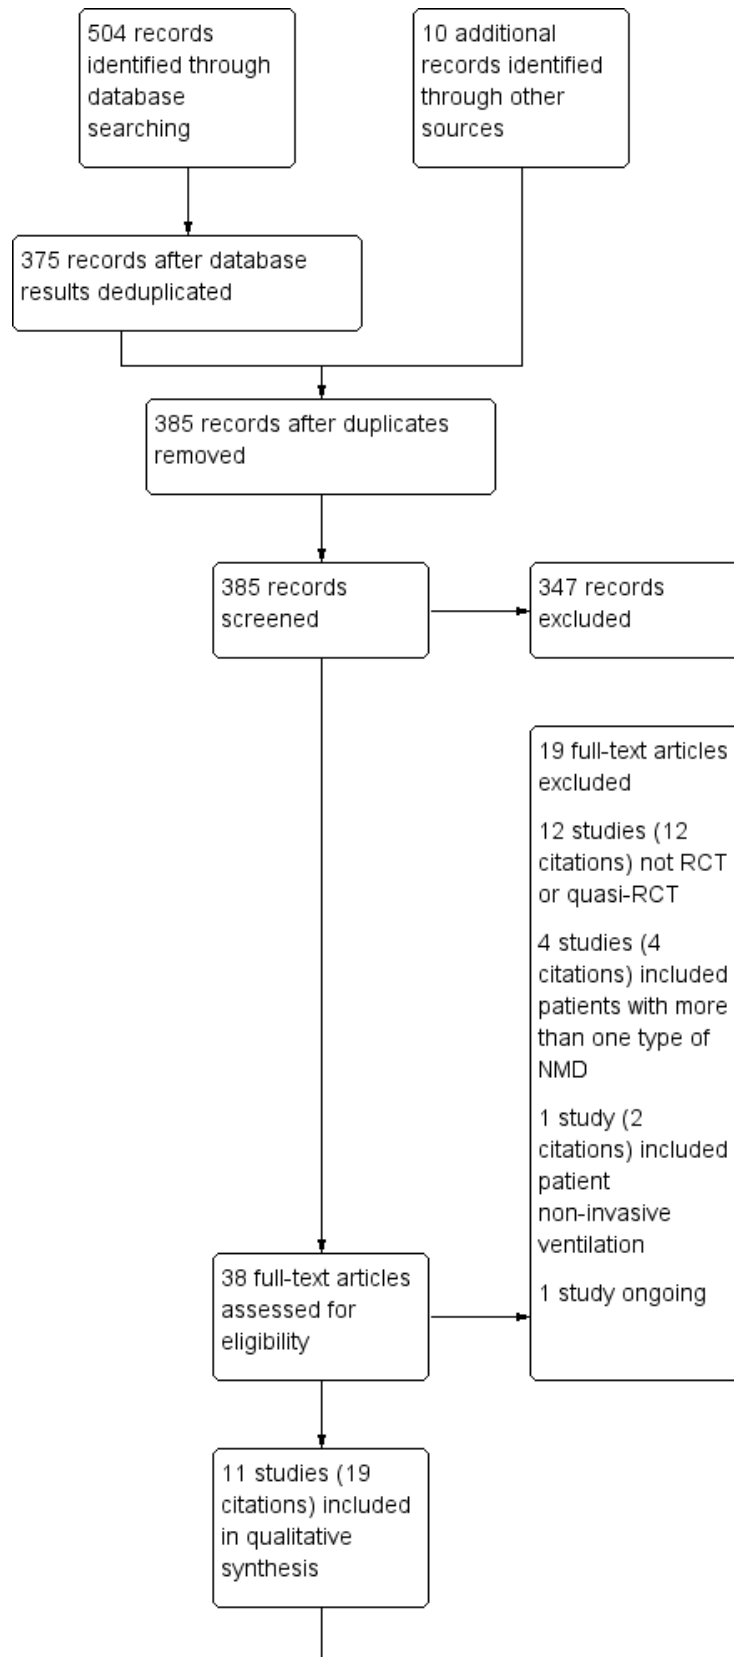 504 records
identified through
database
searching
10 additional
records identified
through other
sources
375 records after database
results deduplicated
385 records after duplicates
removed
385 records
screened
347 records
excluded
19 full-text articles
excluded
12 studies (12
citations) not RCT
or quasi-RCT
4 studies (4
citations) included
patients with more
than one type of
NMD
1 study (2
citations) included
patient
non-invasive
ventilation
1 study ongoing
38 full-text articles
assessed for
eligibility
11 studies (19
citations) included
in qualitative
synthesis